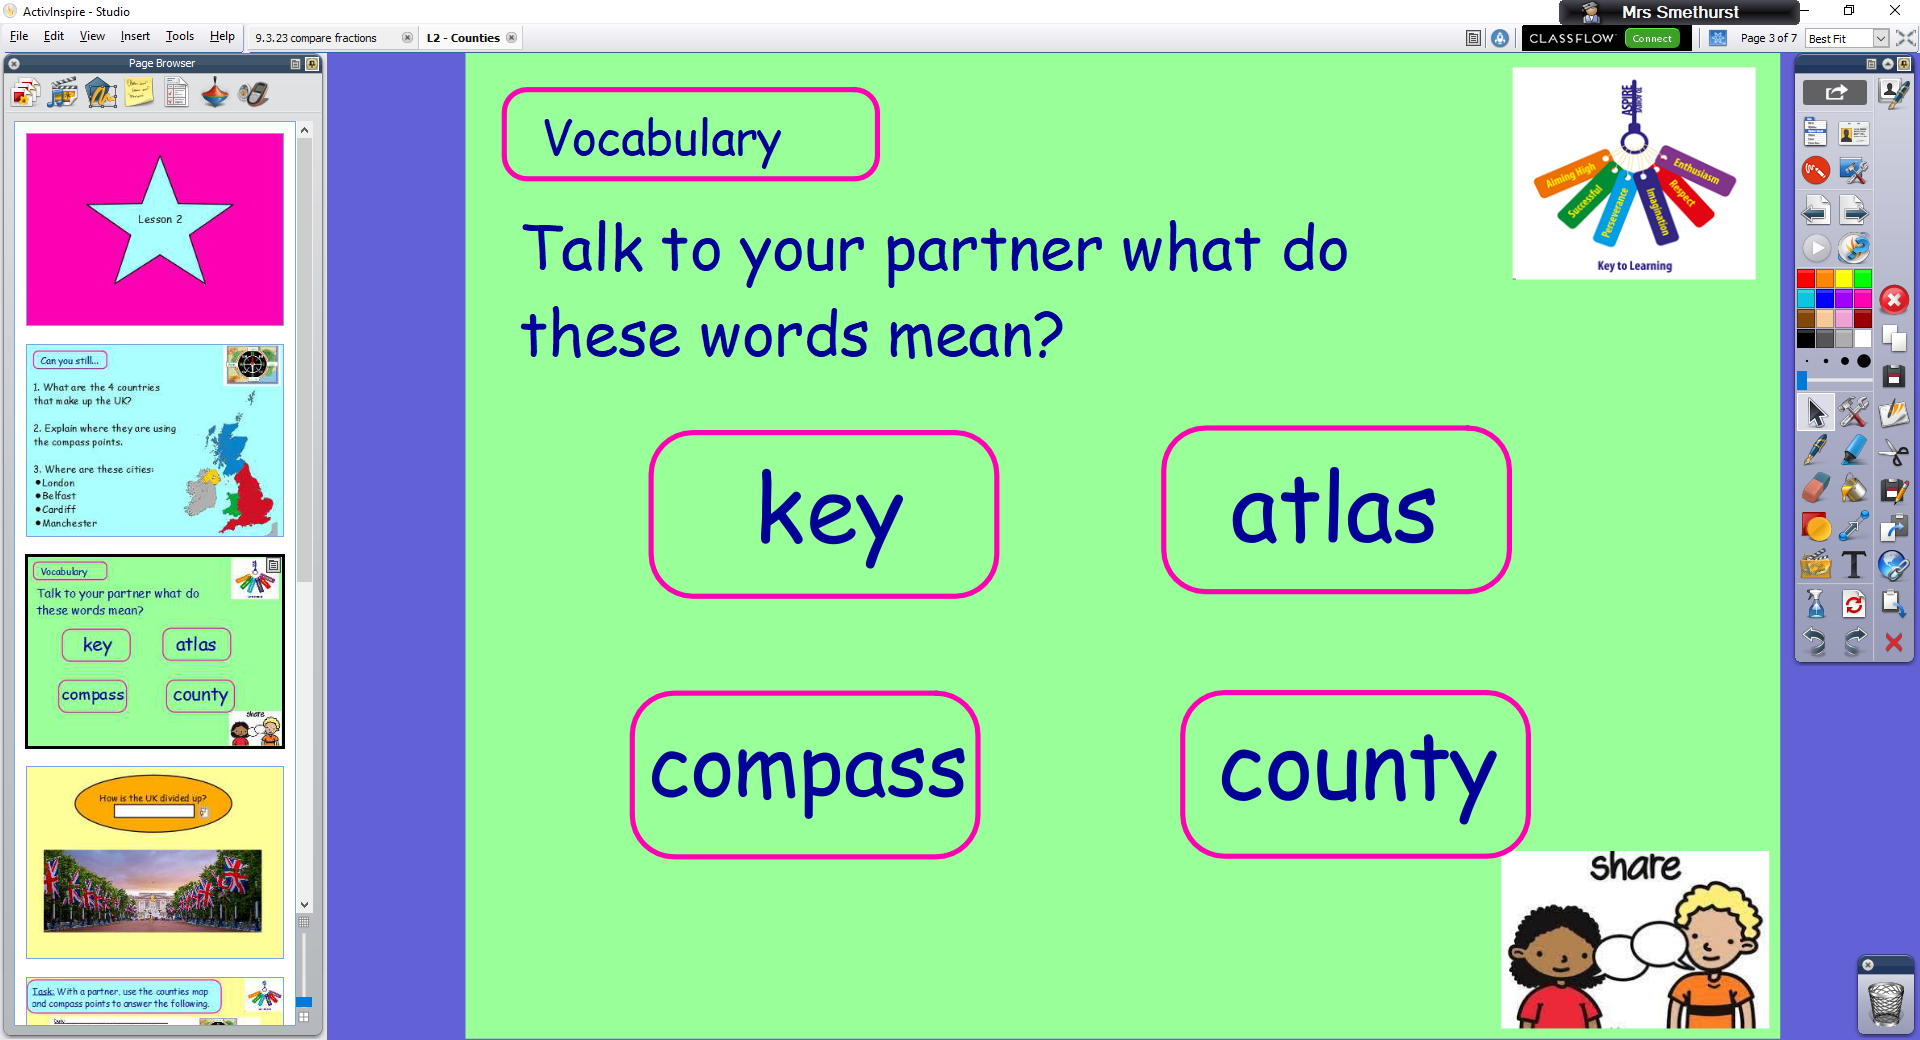 ActivInspire - Studio
Mrs Smethurst
File Edit View Insert Tools Help
9.3.23 compare fractions
L2 - Counties
CLASSFLOW Connect
Page 3 of 7
Best Fit
Page Browser
Lesson 2
Can you still...
1. What are the 4 countries
that make up the UK?
2. Explain where they are using
the compass points.
3. Where are these cities:
•London
•Belfast
•Cardiff
•Manchester
Vocabulary
Talk to your partner what do
these words mean?
key
atlas
compass
county
share
How is the UK divided up?
Task: With a partner, use the counties map
and compass points to answer the following.
Vocabulary
Talk to your partner what do
these words mean?
key
atlas
compass
county
ASPIRE
Aiming High
Successful
Perseverance
Imagination
Respect
Enthusiasm
Key to Learning
share